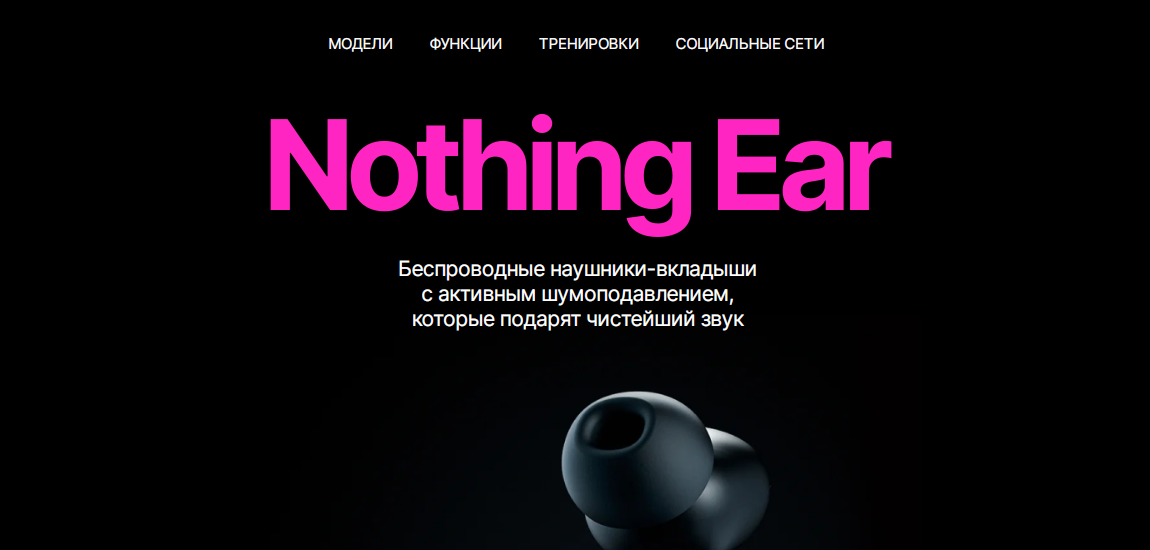 МОДЕЛИ ФУНКЦИИ ТРЕНИРОВКИ СОЦИАЛЬНЫЕ СЕТИ
Nothing Ear
Беспроводные наушники-вкладыши
с активным шумоподавлением,
которые подарят чистейший звук